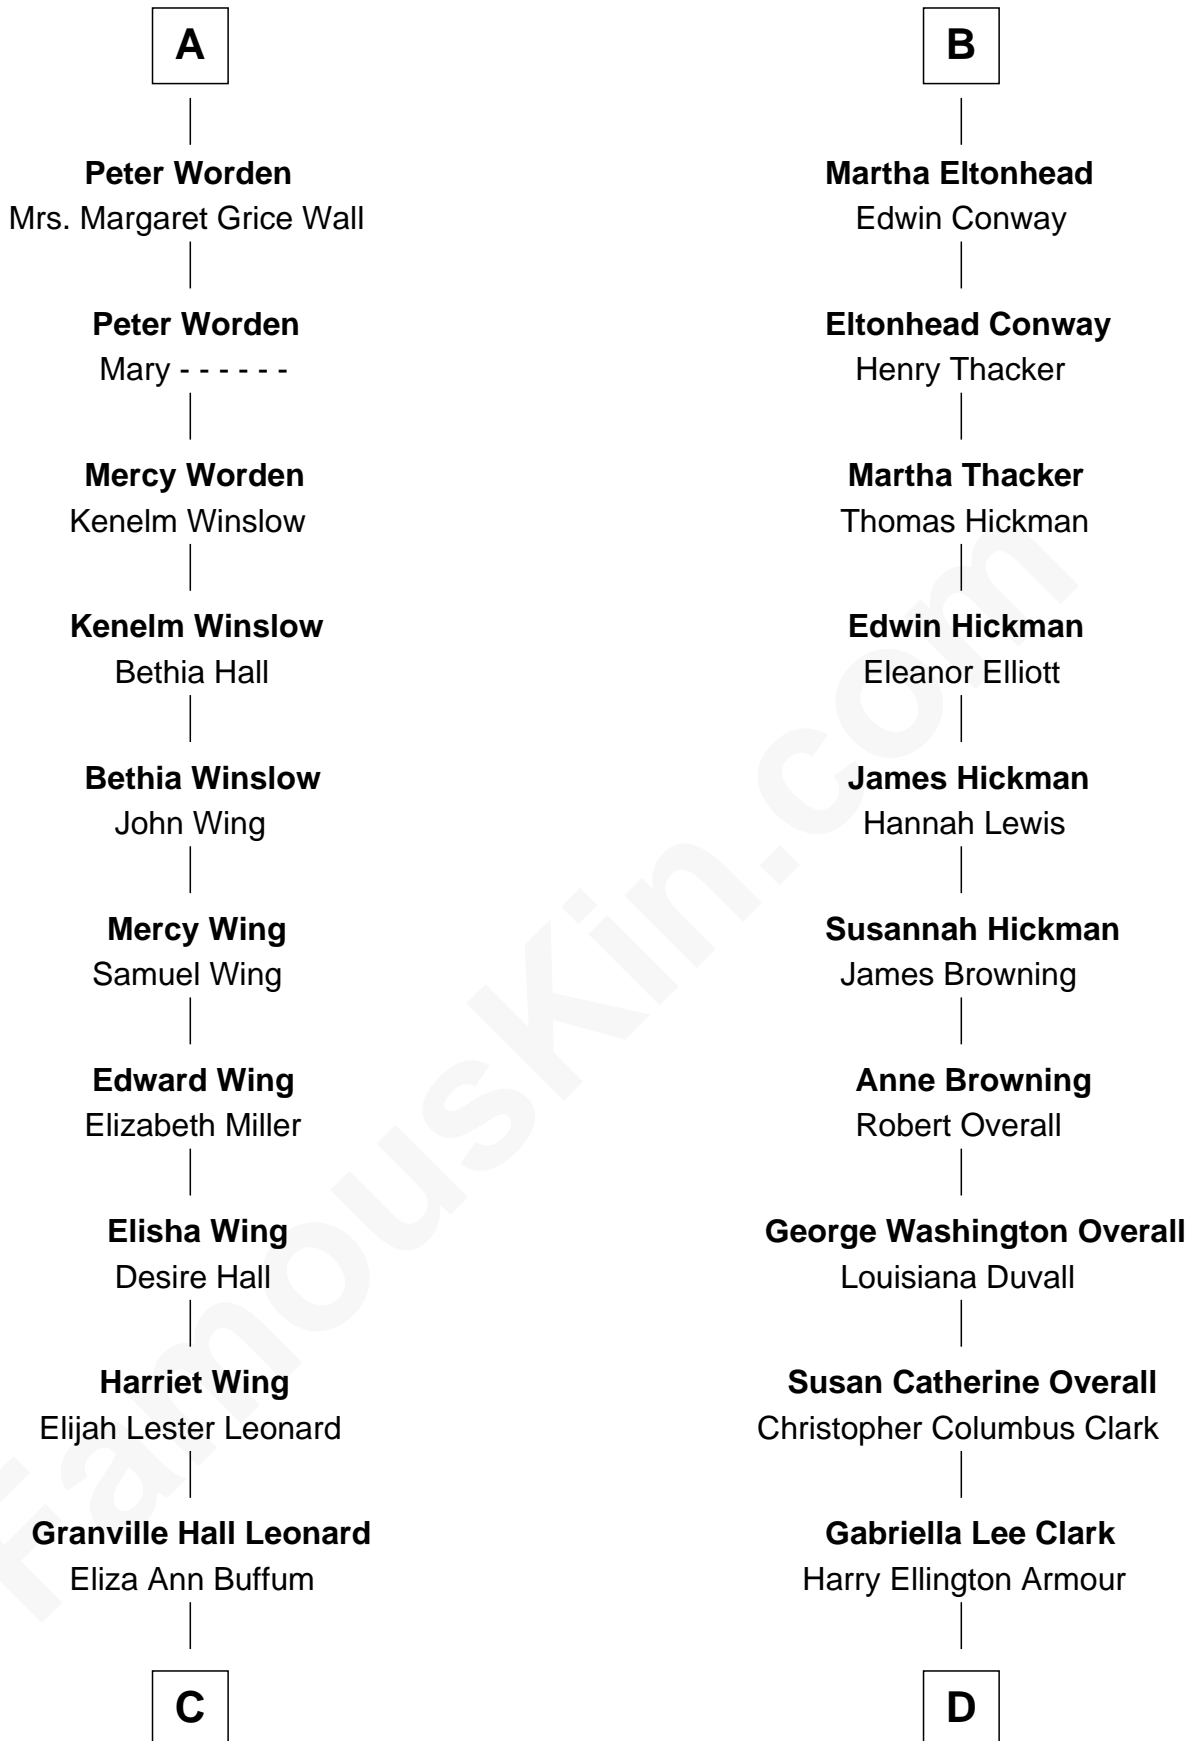 A
Peter Worden
Mrs. Margaret Grice Wall
Peter Worden
Mary - - - - - -
Mercy Worden
Kenelm Winslow
Kenelm Winslow
Bethia Hall
Bethia Winslow
John Wing
Mercy Wing
Samuel Wing
Edward Wing
Elizabeth Miller
Elisha Wing
Desire Hall
Harriet Wing
Elijah Lester Leonard
Granville Hall Leonard
Eliza Ann Buffum
C
B
Martha Eltonhead
Edwin Conway
Eltonhead Conway
Henry Thacker
Martha Thacker
Thomas Hickman
Edwin Hickman
Eleanor Elliott
James Hickman
Hannah Lewis
Susannah Hickman
James Browning
Anne Browning
Robert Overall
George Washington Overall
Louisiana Duvall
Susan Catherine Overall
Christopher Columbus Clark
Gabriella Lee Clark
Harry Ellington Armour
D
FamousKin.com